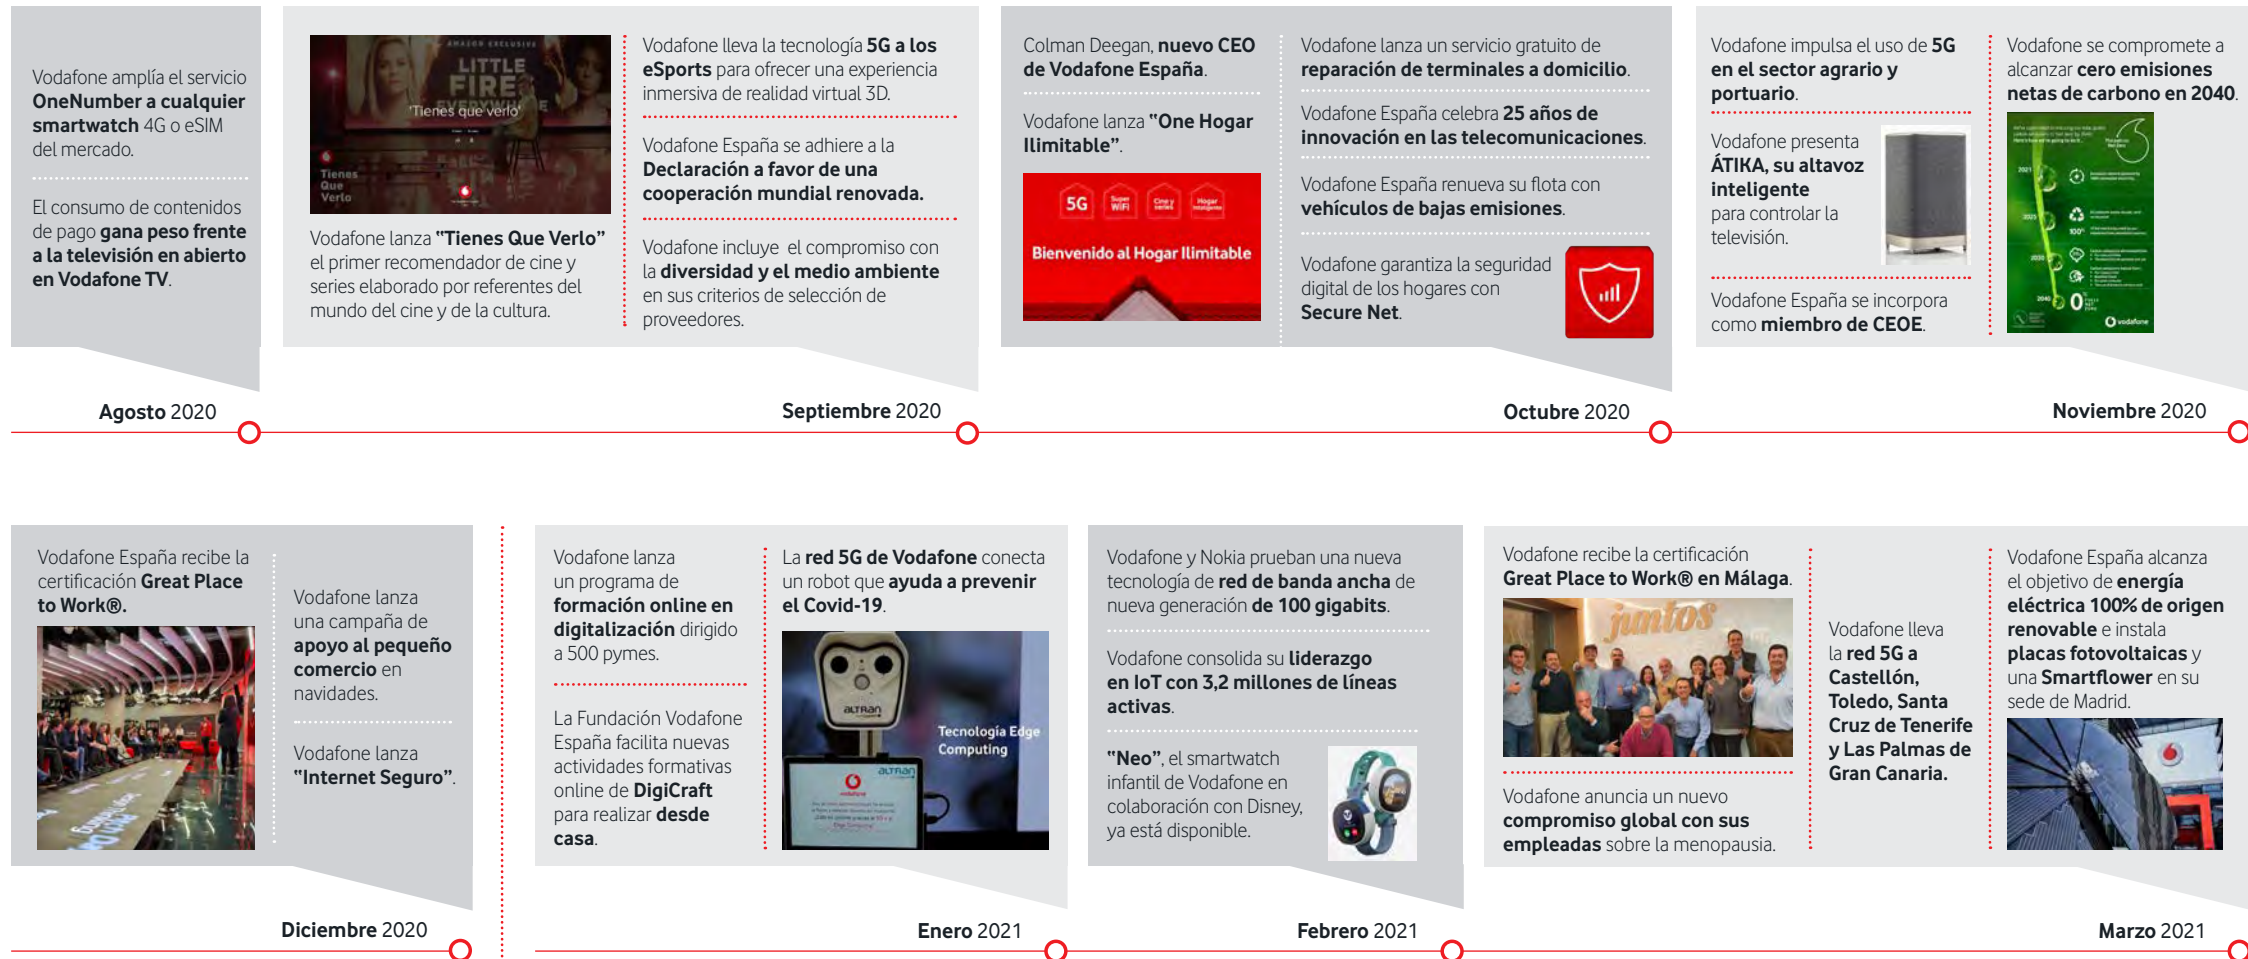 Vodafone amplía el servicio
OneNumber a cualquier
smartwatch 4G o eSIM
del mercado.
El consumo de contenidos
de pago gana peso frente
a la televisión en abierto
en Vodafone TV.
Agosto 2020
AMAZON EXCLUSIVE
LITTLE
FIRE
EVERYWHERE
'Tienes que verlo'
Tienes
Que
Verlo
Vodafone lanza "Tienes Que Verlo"
el primer recomendador de cine y
series elaborado por referentes del
mundo del cine y de la cultura.
Vodafone lleva la tecnología 5G a los
eSports para ofrecer una experiencia
inmersiva de realidad virtual 3D.
Vodafone España se adhiere a la
Declaración a favor de una
cooperación mundial renovada.
Vodafone incluye el compromiso con
la diversidad y el medio ambiente
en sus criterios de selección de
proveedores.
Septiembre 2020
Colman Deegan, nuevo CEO
de Vodafone España.
Vodafone lanza "One Hogar
Ilimitable".
5G
Super
WiFi
Cine y
series
Hogar
Inteligente
Bienvenido al Hogar Ilimitable
Vodafone lanza un servicio gratuito de
reparación de terminales a domicilio.
Vodafone España celebra 25 años de
innovación en las telecomunicaciones.
Vodafone España renueva su flota con
vehículos de bajas emisiones.
Vodafone garantiza la seguridad
digital de los hogares con
Secure Net.
Octubre 2020
Vodafone impulsa el uso de 5G
en el sector agrario y
portuario.
Vodafone presenta
ÁTIKA, su altavoz
inteligente
para controlar la
televisión.
Vodafone España se incorpora
como miembro de CEOE.
Vodafone se compromete a
alcanzar cero emisiones
netas de carbono en 2040.
2021
2025
100%
2030
2040
0
vodafone
Noviembre 2020
Vodafone España recibe la
certificación Great Place
to Work®.
Vodafone lanza
una campaña de
apoyo al pequeño
comercio en
navidades.
Vodafone lanza
"Internet Seguro".
Diciembre 2020
Vodafone lanza
un programa de
formación online en
digitalización dirigido
a 500 pymes.
La Fundación Vodafone
España facilita nuevas
actividades formativas
online de DigiCraft
para realizar desde
casa.
La red 5G de Vodafone conecta
un robot que ayuda a prevenir
el Covid-19.
altran
Tecnología Edge
Computing
altran
vodafone
Enero 2021
Vodafone y Nokia prueban una nueva
tecnología de red de banda ancha de
nueva generación de 100 gigabits.
Vodafone consolida su liderazgo
en IoT con 3,2 millones de líneas
activas.
"Neo", el smartwatch
infantil de Vodafone en
colaboración con Disney,
ya está disponible.
Febrero 2021
Vodafone recibe la certificación
Great Place to Work® en Málaga.
juntos
Vodafone anuncia un nuevo
compromiso global con sus
empleadas sobre la menopausia.
Vodafone lleva
la red 5G a
Castellón,
Toledo, Santa
Cruz de Tenerife
y Las Palmas de
Gran Canaria.
Vodafone España alcanza
el objetivo de energía
eléctrica 100% de origen
renovable e instala
placas fotovoltaicas y
una Smartflower en su
sede de Madrid.
Marzo 2021